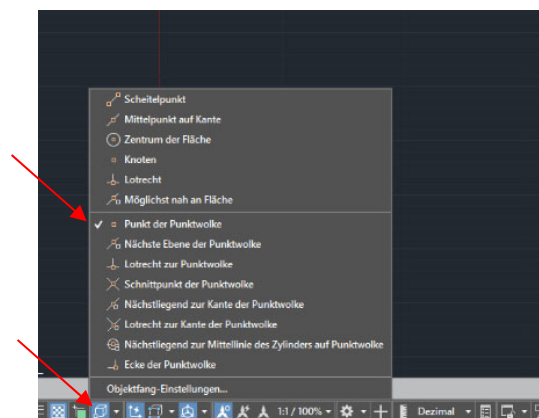 Scheitelpunkt
Mittelpunkt auf Kante
Zentrum der Fläche
Knoten
Lotrecht
Möglichst nah an Fläche
Punkt der Punktwolke
Nächste Ebene der Punktwolke
Lotrecht zur Punktwolke
Schnittpunkt der Punktwolke
Nächstliegend zur Kante der Punktwolke
Lotrecht zur Kante der Punktwolke
Nächstliegend zur Mittellinie des Zylinders auf Punktwolke
Ecke der Punktwolke
Objektfang-Einstellungen...
1:1 / 100% Dezimal